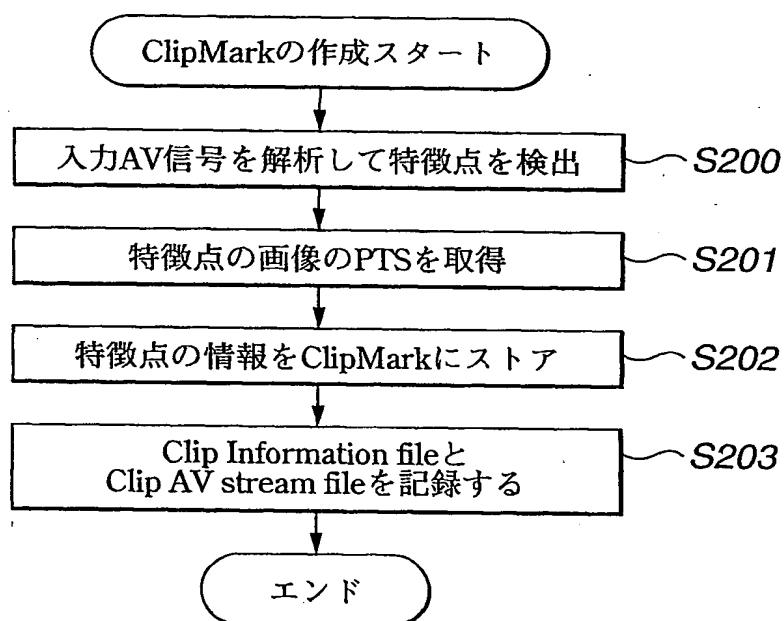 ClipMarkの作成スタート
入力AV信号を解析して特徴点を検出
S200
特徴点の画像のPTSを取得
S201
特徴点の情報をClipMarkにストア
S202
Clip Information fileと
Clip AV stream fileを記録する
S203
エンド